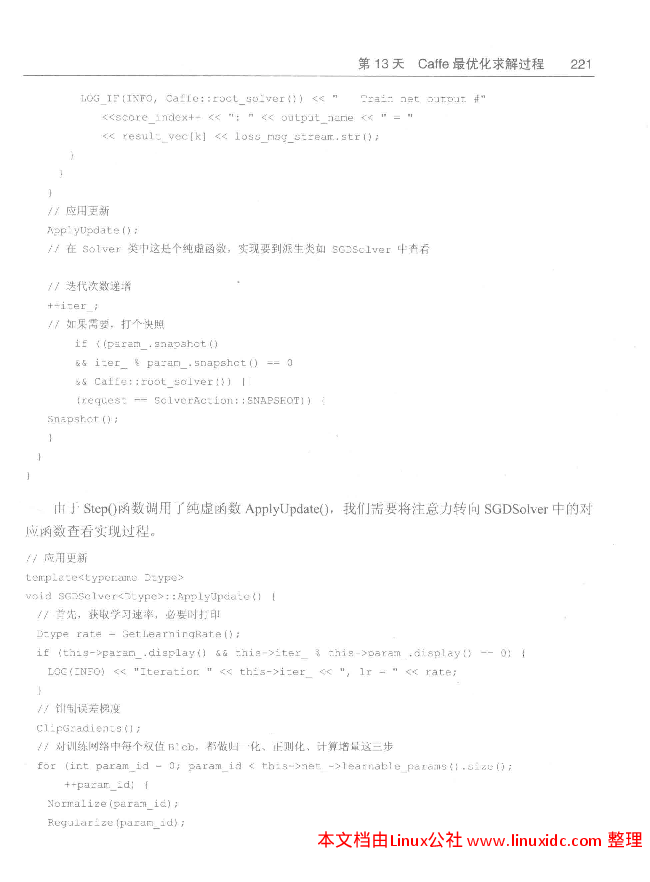 第 13 天 Caffe 最优化求解过程 221
LOG_IF(INFO, Caffe::root_solver()) << " Train net output #"
<<score_index++ << ": " << output_name << " = "
<< result_vec[k] << loss_msg_stream.str();
}
}
}
// 应用更新
ApplyUpdate();
// 在 Solver 类中这是个纯虚函数，实现要到派生类如 SGDSolver 中查看
// 迭代次数递增
++iter_;
// 如果需要，打个快照
if ((param_.snapshot()
&& iter_ % param_.snapshot() == 0
&& Caffe::root_solver()) |
(request == SolverAction::SNAPSHOT)) {
Snapshot();
}
}
}
由于 Step()函数调用了纯虚函数 ApplyUpdate()，我们需要将注意力转向 SGDSolver 中的对
应函数查看实现过程。
// 应用更新
template<typename Dtype>
void SGDSolver<Dtype>::ApplyUpdate() {
// 首先，获取学习速率，必要时打印
Dtype rate = GetLearningRate();
if (this->param_.display() && this->iter_ % this->param_.display() == 0) {
LOG(INFO) << "Iteration " << this->iter_ << ", lr = " << rate;
}
// 钳制误差梯度
ClipGradients();
// 对训练网络中每个权值 Blob，都做归一化、正则化、计算增量这三步
for (int param_id = 0; param_id < this->net_->learnable_params().size();
++param_id) {
Normalize(param_id);
Regularize(param_id);
本文档由Linux公社 www.linuxidc.com 整理